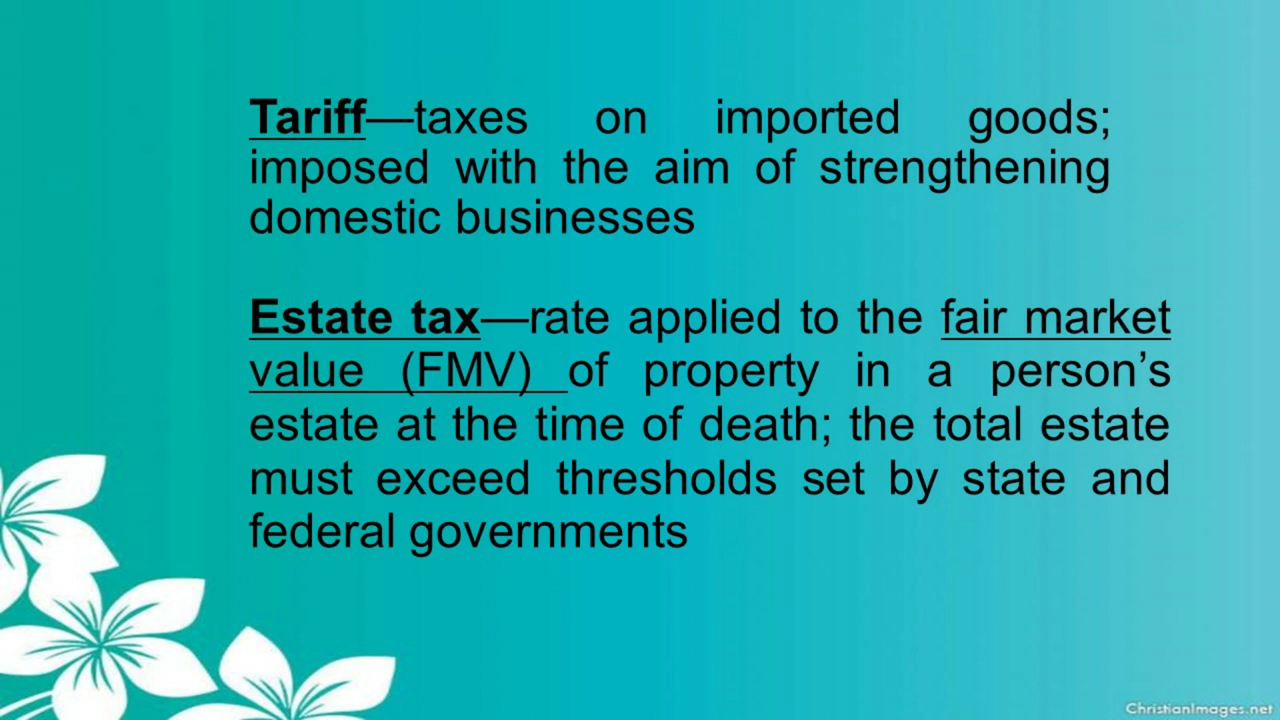 Tariff—taxes on imported goods;
imposed with the aim of strengthening
domestic businesses
Estate tax—rate applied to the fair market
value (FMV) of property in a person’s
estate at the time of death; the total estate
must exceed thresholds set by state and
federal governments
ChristianImages.net